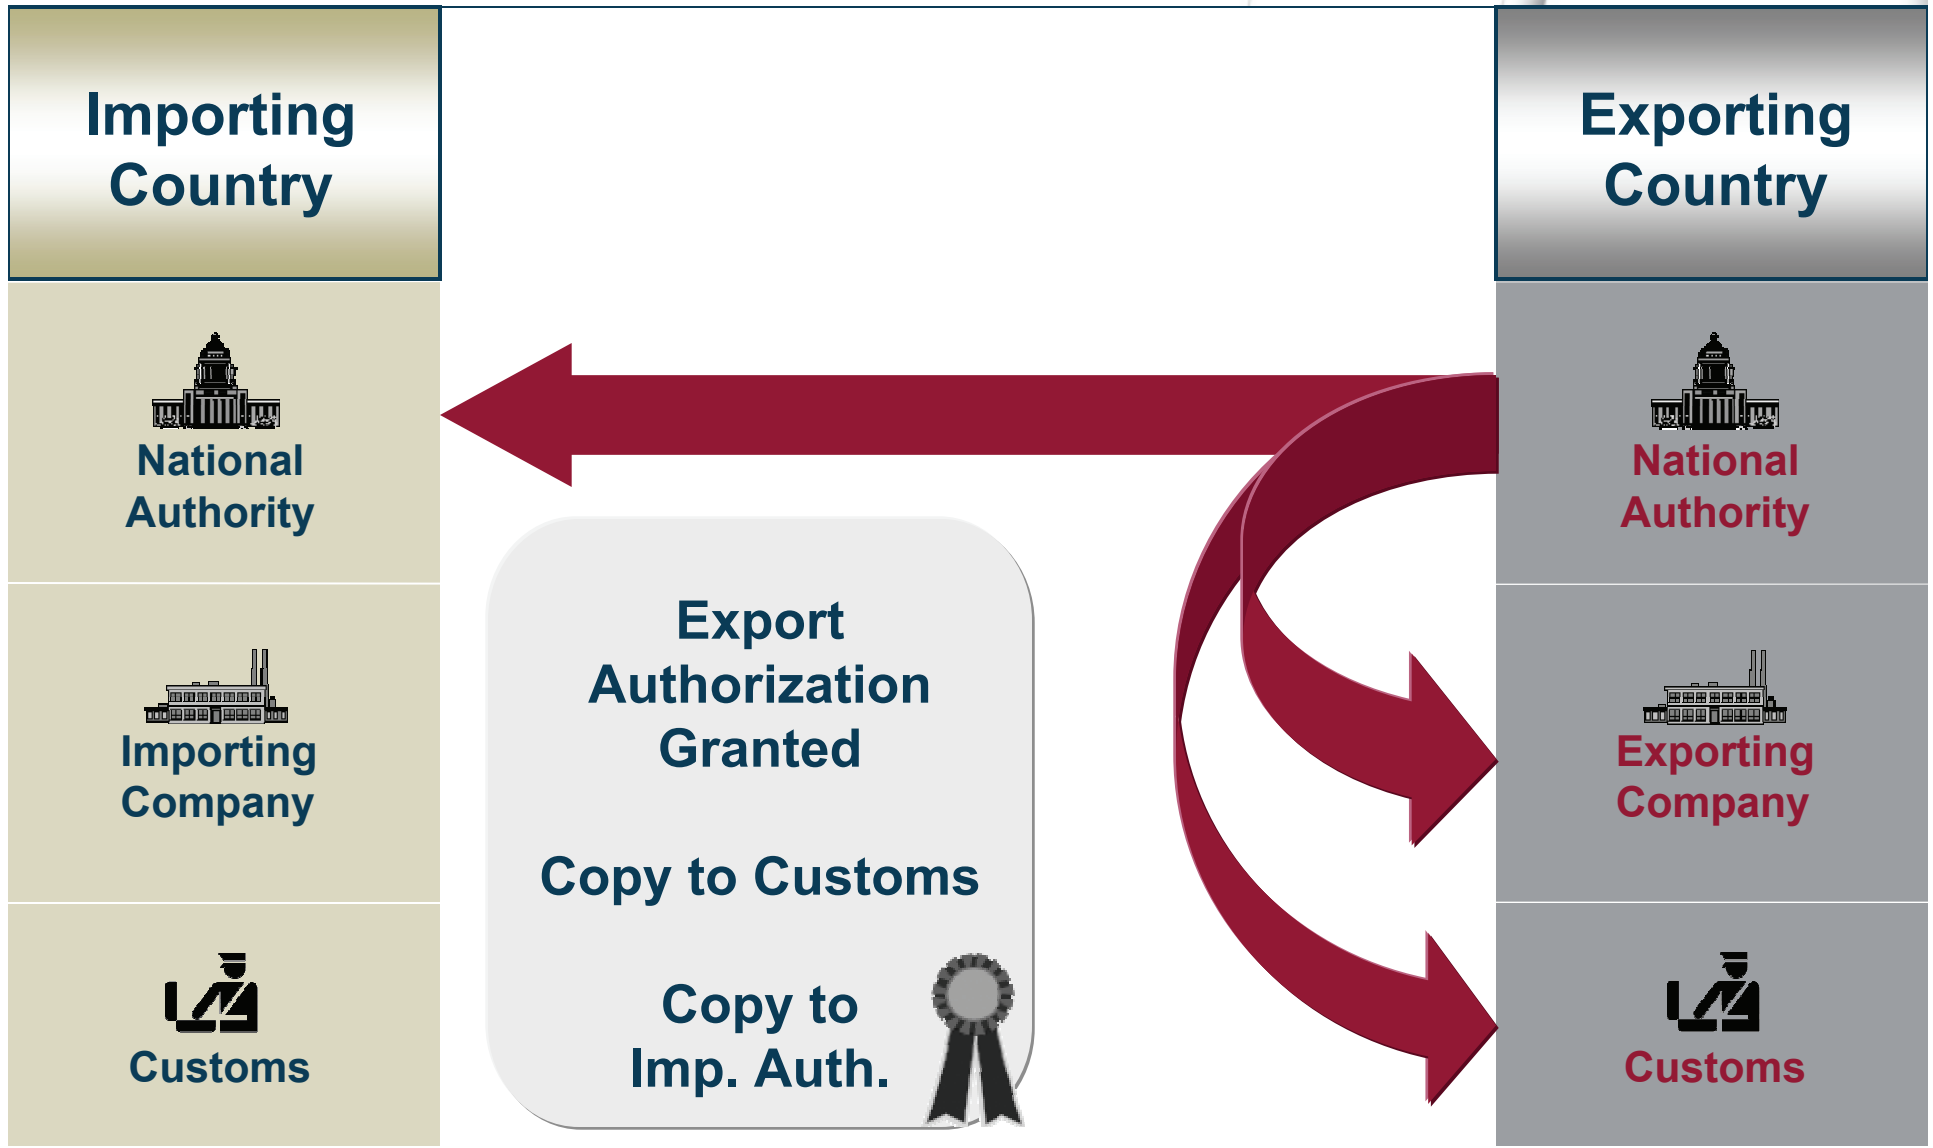 Importing
Country
Exporting
Country
National
Authority
National
Authority
Export
Authorization
Granted
Importing
Company
Exporting
Company
Copy to Customs
Copy to
Imp. Auth.
Customs
Customs